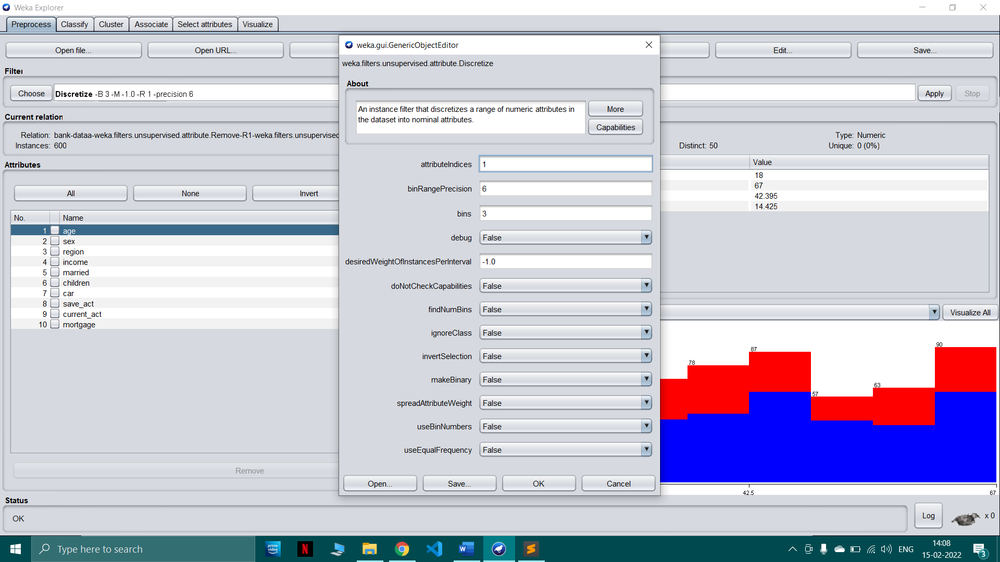 Weka Explorer
Preprocess Classify Cluster Associate Select attributes Visualize
Open file... Open URL... Edit... Save...
Filter
Choose Discretize -B 3 -M -1.0 -R 1 -precision 6 Apply Stop
Current relation
Relation: bank-dataa-weka.filters.unsupervised.attribute.Remove-R1-weka.filters.unsupervised
Instances: 600
Attributes
All None Invert
No. Name
1 age
2 sex
3 region
4 income
5 married
6 children
7 car
8 save_act
9 current_act
10 mortgage
Remove
weka.gui.GenericObjectEditor
weka.filters.unsupervised.attribute.Discretize
About
An instance filter that discretizes a range of numeric attributes in
the dataset into nominal attributes.
More
Capabilities
attributeIndices 1
binRangePrecision 6
bins 3
debug False
desiredWeightOfInstancesPerInterval -1.0
doNotCheckCapabilities False
findNumBins False
ignoreClass False
invertSelection False
makeBinary False
spreadAttributeWeight False
useBinNumbers False
useEqualFrequency False
Open... Save... OK Cancel
Type: Numeric
Distinct: 50 Unique: 0 (0%)
Value
18
67
42.395
14.425
Visualize All
78 87 57 63 90
42.5 67
Status
OK
Log x 0
Type here to search
prime video
N
W
S
ENG
14:08
15-02-2022
3